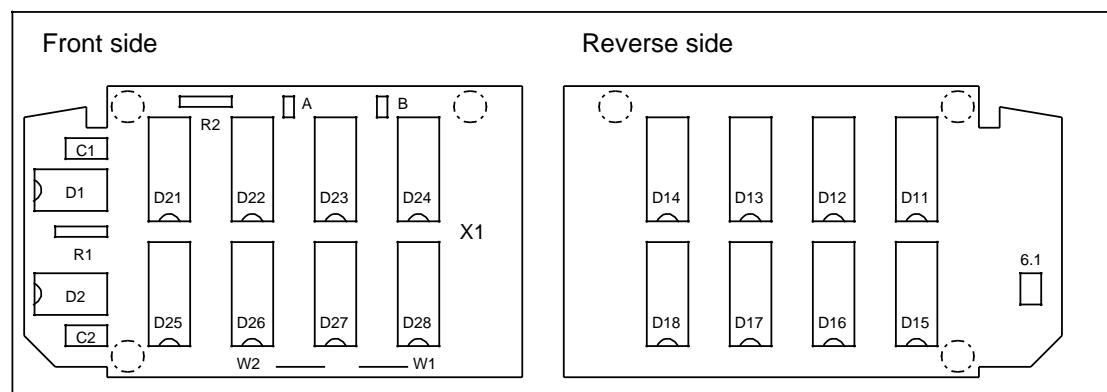 Front side Reverse side
A B
R2
C1
D1 D21 D22 D23 D24 D14 D13 D12 D11
X1
R1
6.1
D2
D25 D26 D27 D28 D18 D17 D16 D15
C2
W2 W1